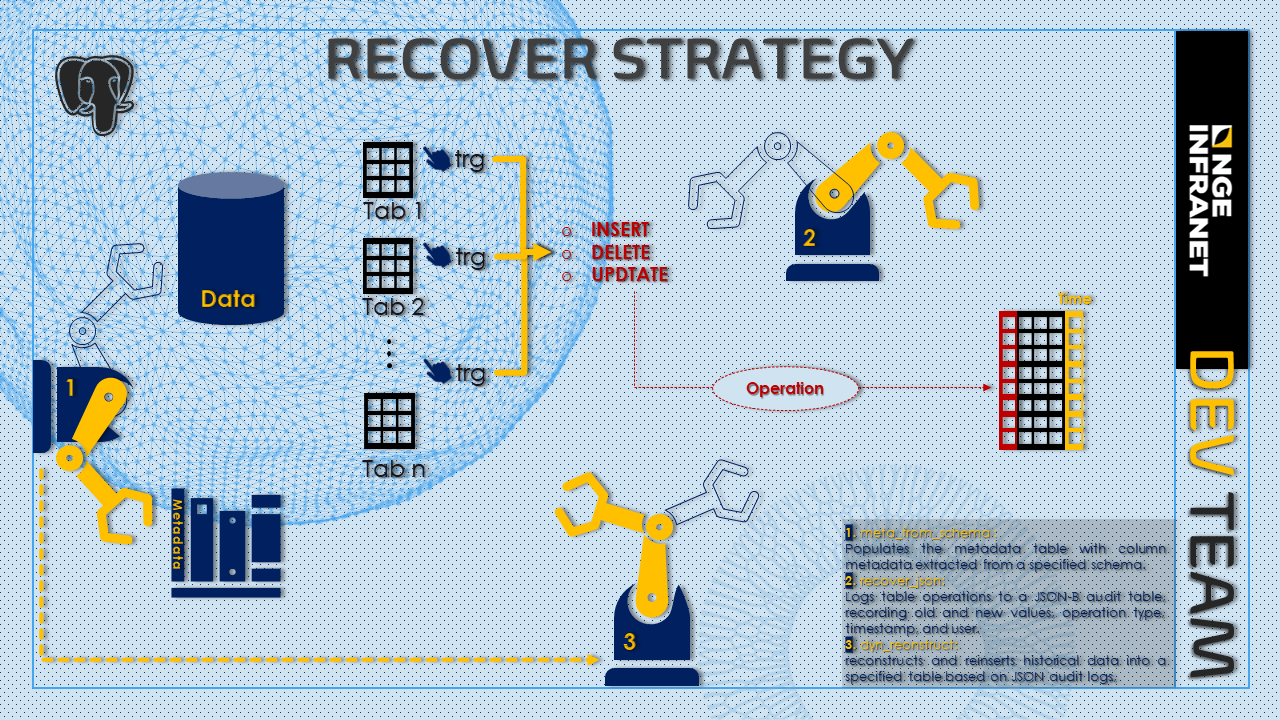 RECOVER STRATEGY
NGE
INFRANET
DEV TEAM
trg
Tab 1
trg
Tab 2
trg
Tab n
INSERT
DELETE
UPDTATE
Data
1
2
Time
Operation
Metadata
3
1. meta_from_schema :
Populates the metadata table with column
metadata extracted from a specified schema.
2. recover_json:
Logs table operations to a JSON-B audit table,
recording old and new values, operation type,
timestamp, and user.
3. dyn_reonstruct:
reconstructs and reinserts historical data into a
specified table based on JSON audit logs.